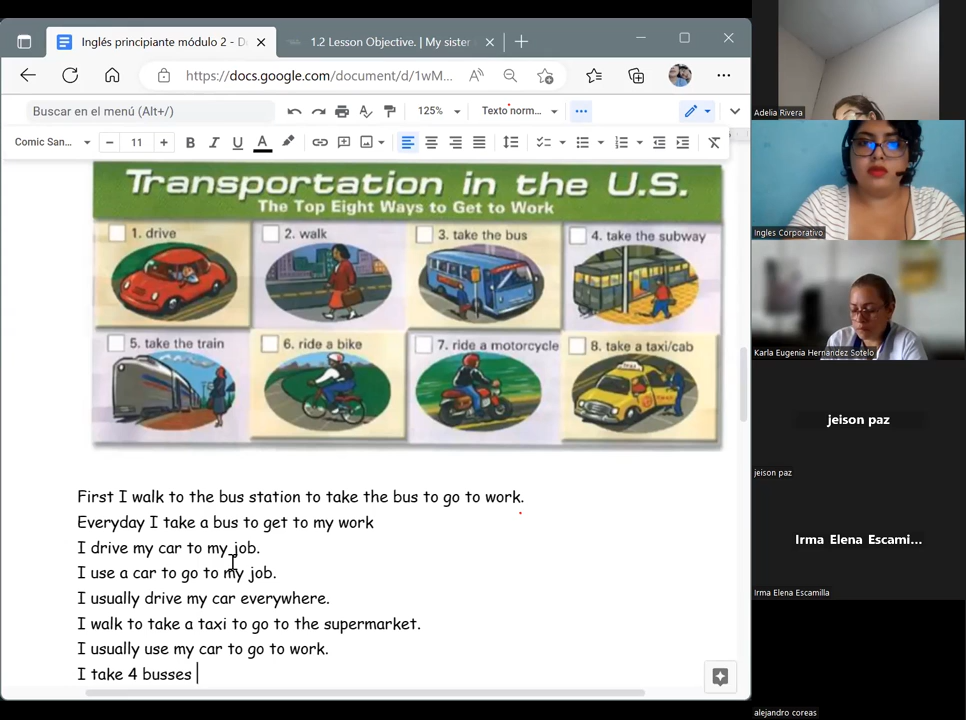 Inglés principiante módulo 2 - D
1.2 Lesson Objective. | My sister
https://docs.google.com/document/d/1wM...
Buscar en el menú (Alt+/)
125%
Texto norm...
Comic San...
11
Transportation in the U.S.
The Top Eight Ways to Get to Work
1. drive
2. walk
3. take the bus
4. take the subway
5. take the train
6. ride a bike
7. ride a motorcycle
8. take a taxi/cab
First I walk to the bus station to take the bus to go to work.
Everyday I take a bus to get to my work
I drive my car to my job.
I use a car to go to my job.
I usually drive my car everywhere.
I walk to take a taxi to go to the supermarket.
I usually use my car to go to work.
I take 4 busses
Adelia Rivera
Ingles Corporativo
Karla Eugenia Hernández Sotelo
jeison paz
jeison paz
Irma Elena Escami...
Irma Elena Escamilla
alejandro coreas